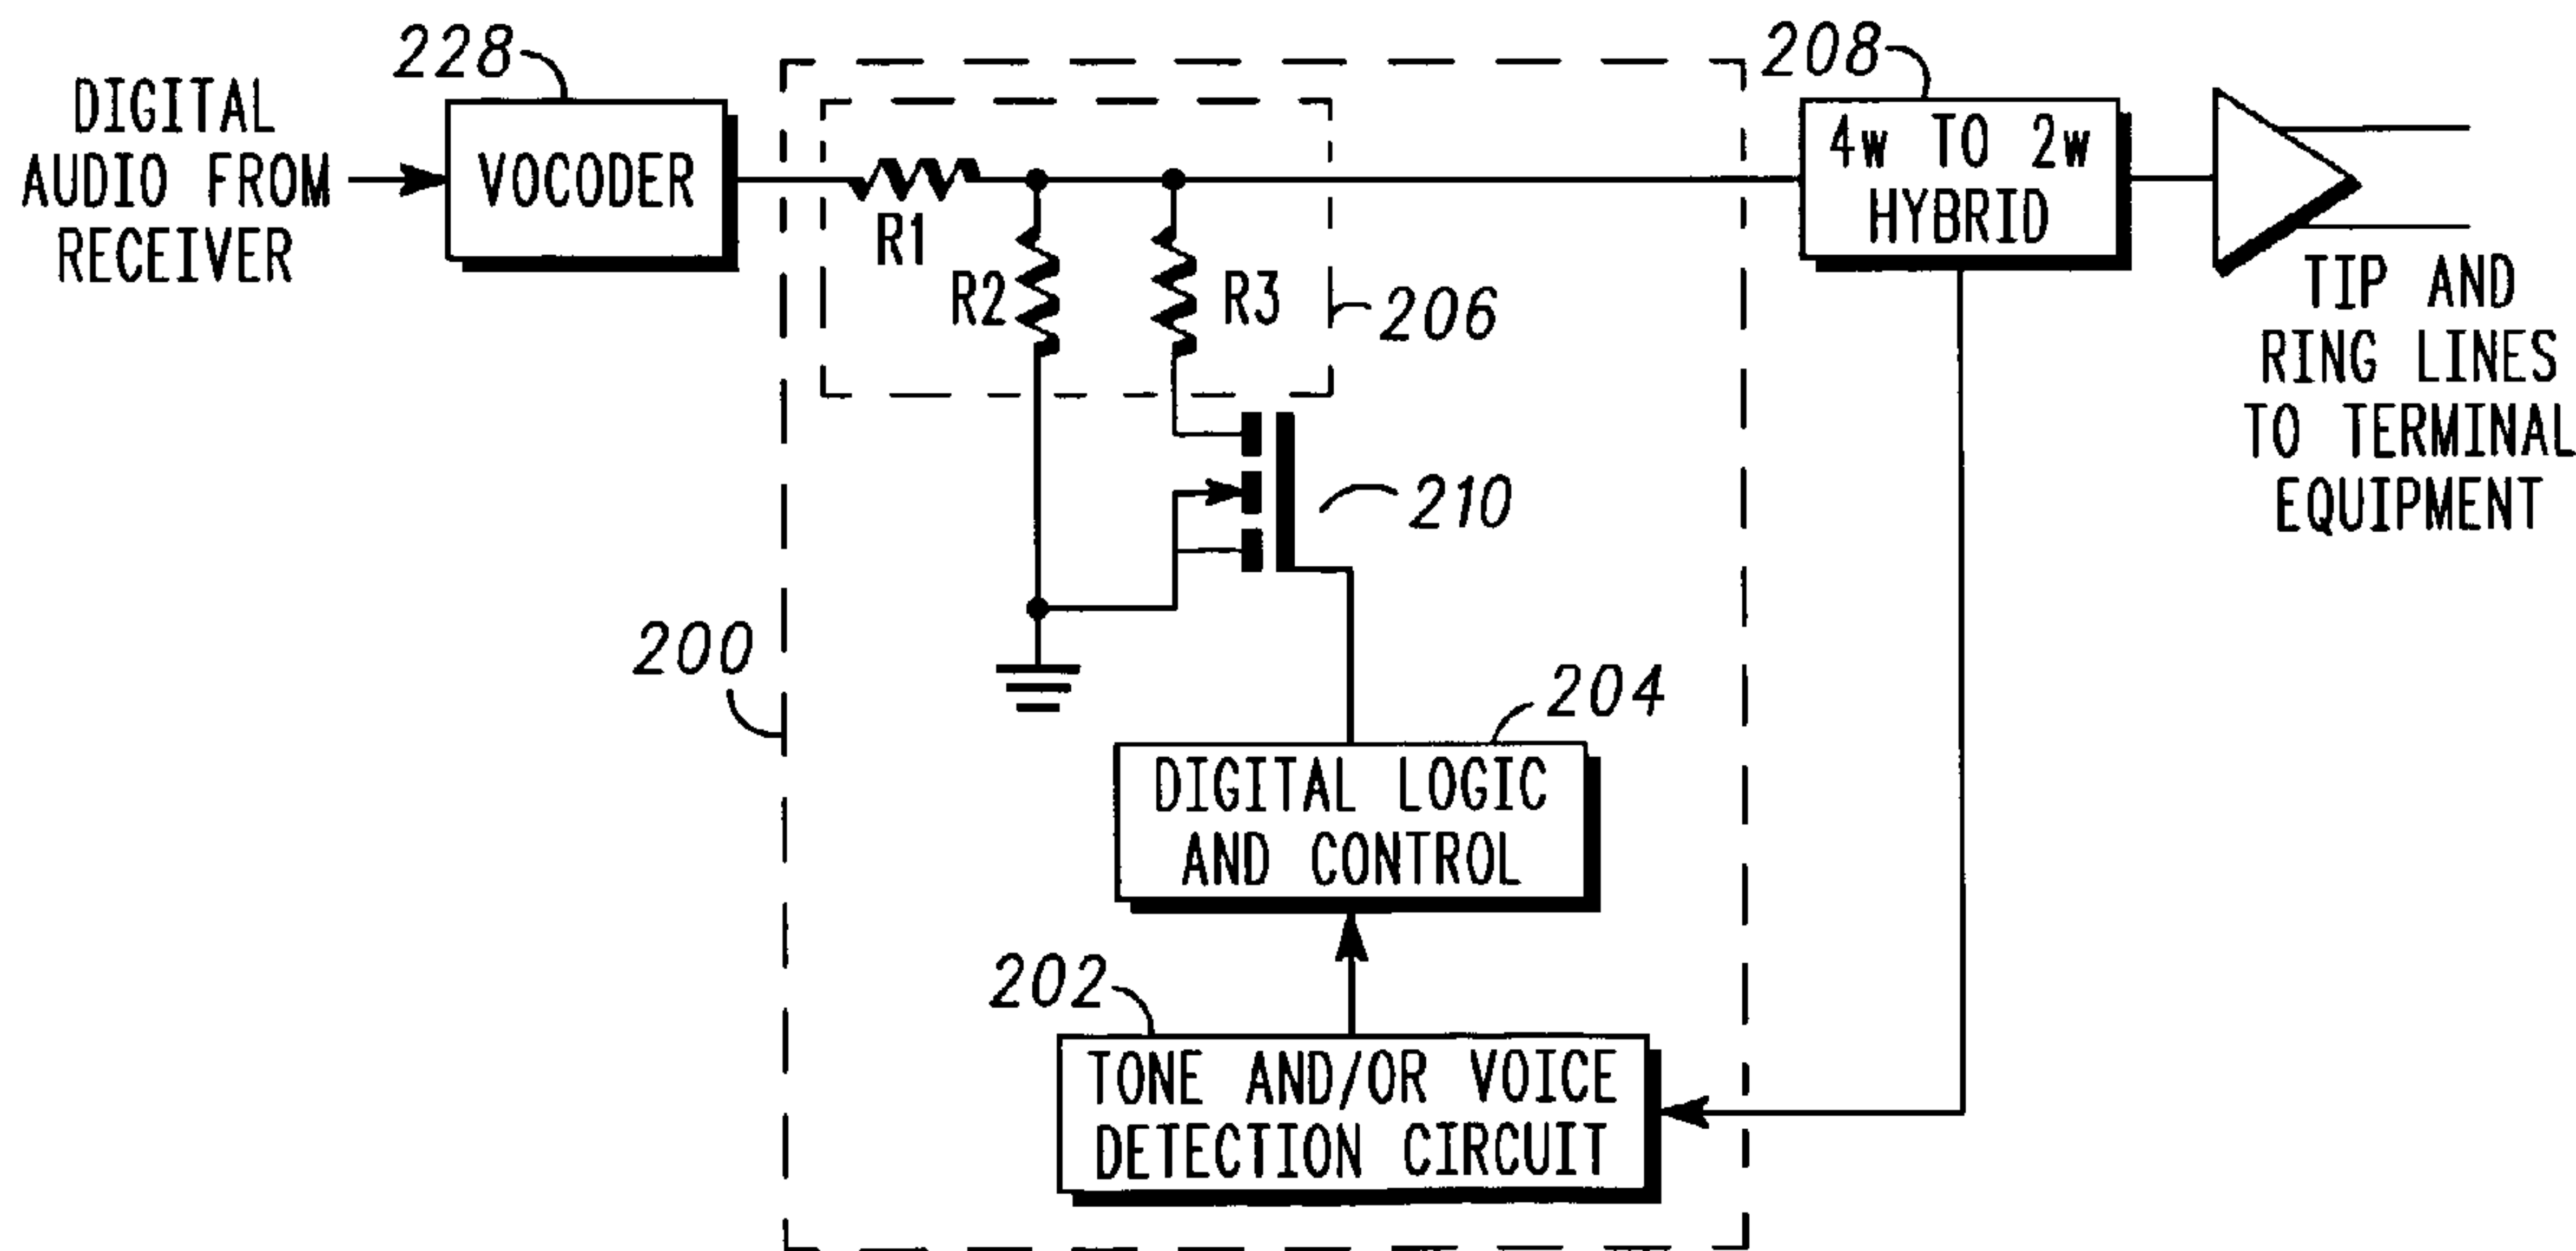 228
208
DIGITAL
AUDIO FROM
RECEIVER
VOCODER
4w TO 2w
HYBRID
R1
R2
R3
206
TIP AND
RING LINES
TO TERMINAL
EQUIPMENT
210
200
204
DIGITAL LOGIC
AND CONTROL
202
TONE AND/OR VOICE
DETECTION CIRCUIT